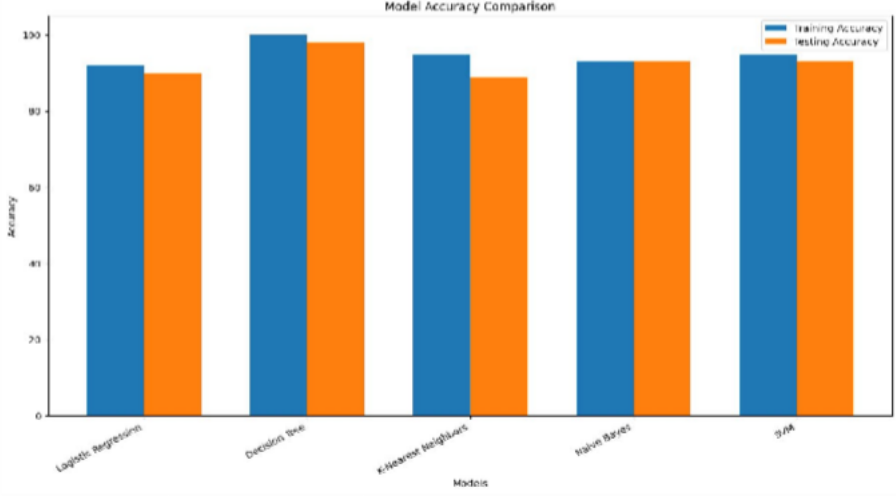 Model Accuracy Comparison
Training Accuracy
Testing Accuracy
100
80
60
40
20
0
Accuracy
Logistic Regression
Decision Tree
K-Nearest Neighbors
Naive Bayes
SVM
Models